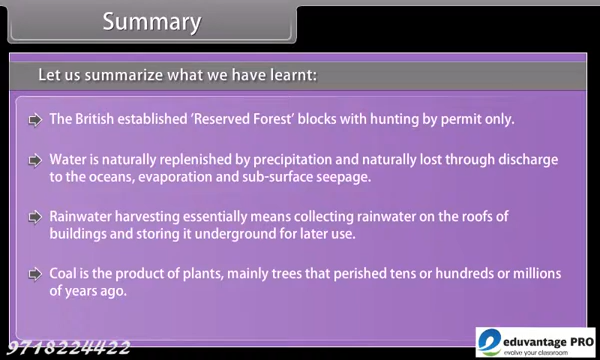 Summary
Let us summarize what we have learnt:
The British established 'Reserved Forest' blocks with hunting by permit only.
Water is naturally replenished by precipitation and naturally lost through discharge
to the oceans, evaporation and sub-surface seepage.
Rainwater harvesting essentially means collecting rainwater on the roofs of
buildings and storing it underground for later use.
Coal is the product of plants, mainly trees that perished tens or hundreds or millions
of years ago.
9718224422
eduvantage PRO
evolve your classroom